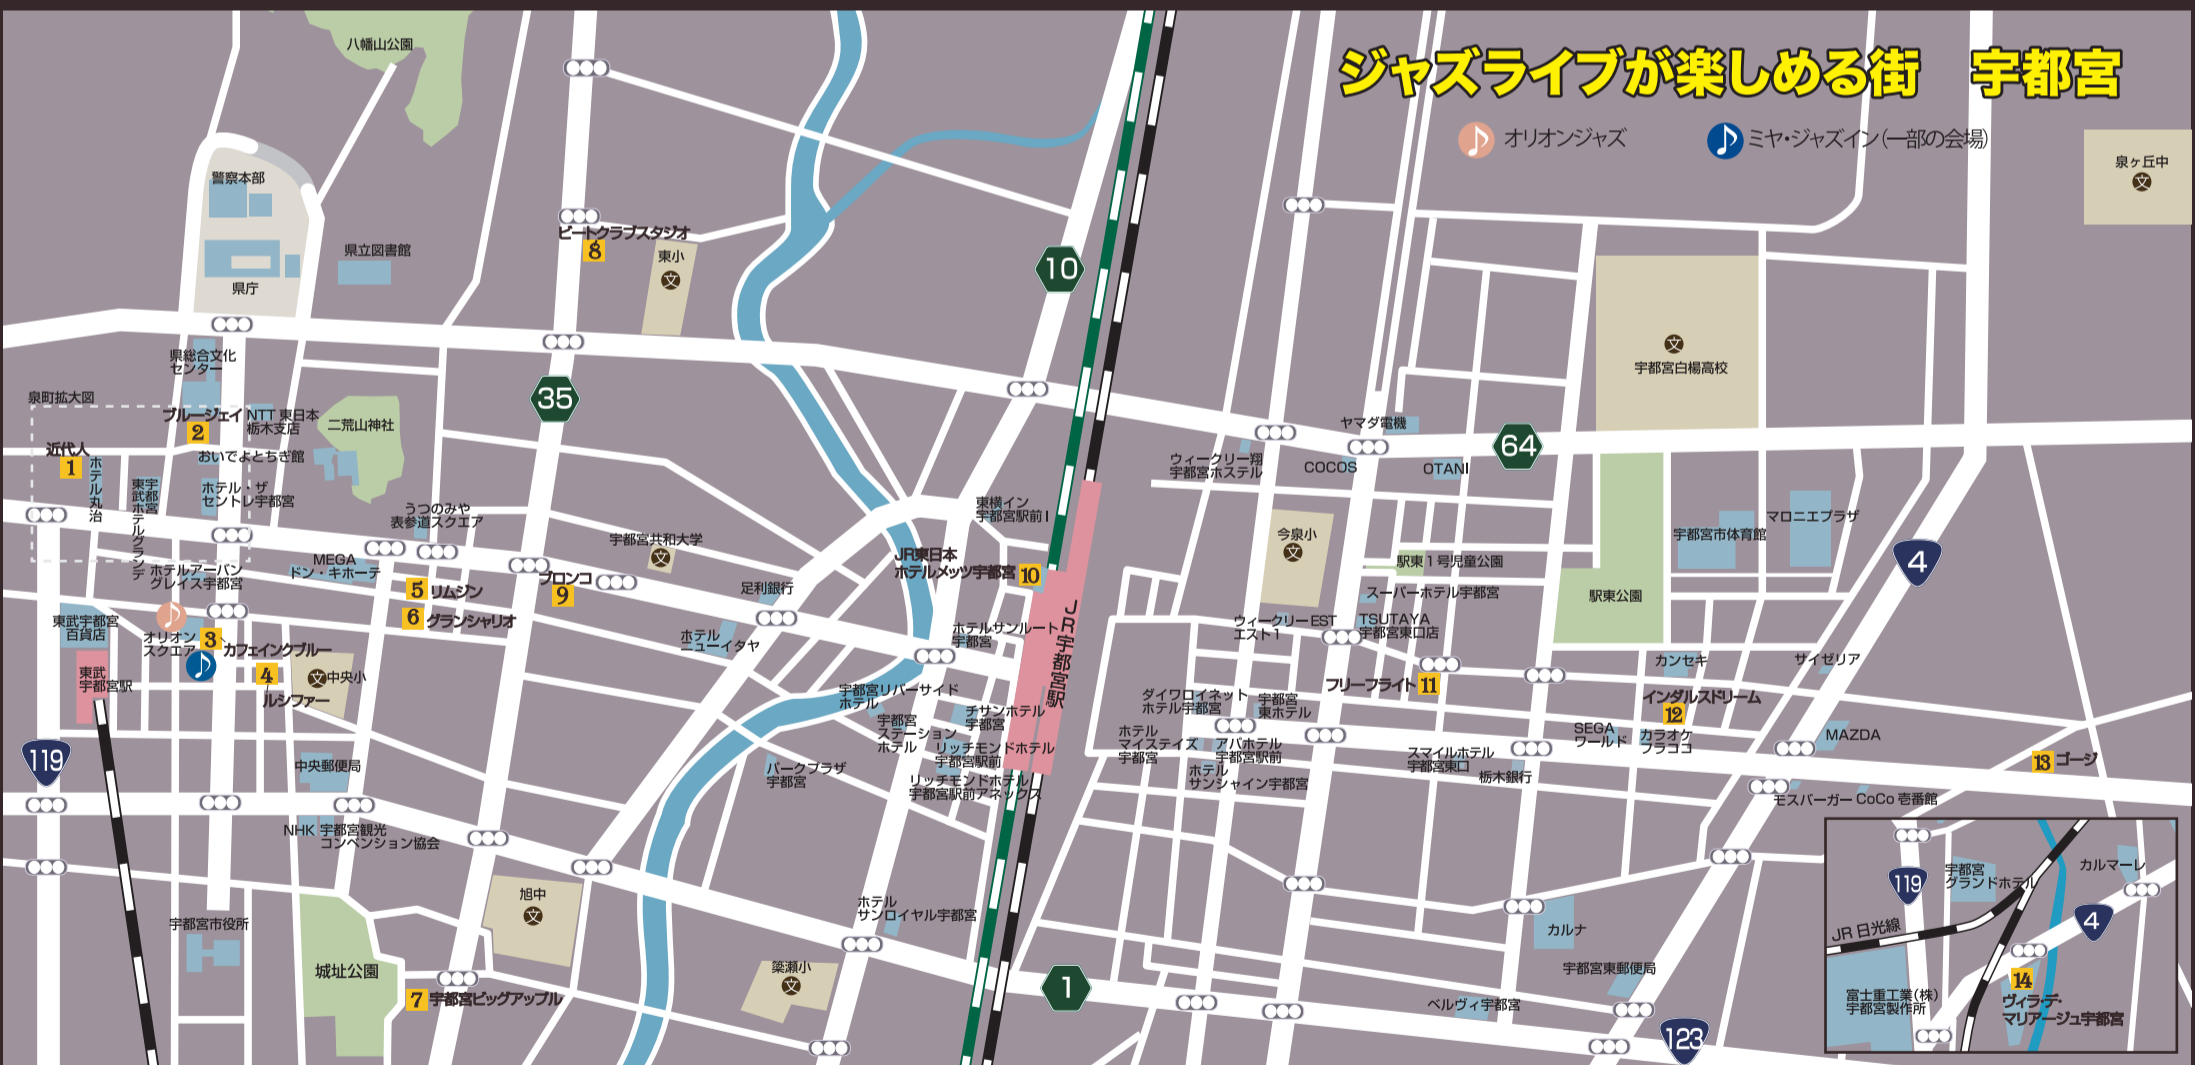 ジャズライブが楽しめる街 宇都宮
オリオンジャズ
ミヤ・ジャズイン(一部の会場)
八幡山公園
泉ヶ丘中
文
警察本部
県立図書館
県庁
ビートクラブスタジオ
8
東小
文
10
県総合文化
センター
35
文
宇都宮白楊高校
泉町拡大図
ブルージェイ
2
NTT 東日本
栃木支店
二荒山神社
ヤマダ電機
64
近代人
1
おいでよとちぎ館
ホテル丸治
宇都宮
東武ホテルグランデ
ホテル・ザ
セントレ宇都宮
ウィークリー翔
宇都宮ホステル
COCOS
OTANI
うつのみや
表参道スクエア
東横イン
宇都宮駅前Ⅰ
今泉小
文
宇都宮市体育館
マロニエプラザ
宇都宮共和大学
文
MEGA
ドン・キホーテ
ホテルアーバン
グレイス宇都宮
JR東日本
ホテルメッツ宇都宮
10
駅東1号児童公園
4
5
リムジン
6
グランシャリオ
ブロンコ
9
足利銀行
スーパーホテル宇都宮
駅東公園
東武宇都宮
百貨店
オリオン
スクエア
3
カフェインクブルー
ホテル
ニューイタヤ
ホテルサンルート
宇都宮
JR宇都宮駅
ウィークリーEST
エスト1
TSUTAYA
宇都宮東口店
東武
宇都宮駅
4
ルシファー
文
中央小
カンセキ
サイゼリア
宇都宮リバーサイド
ホテル
チサンホテル
宇都宮
宇都宮
ステーション
ホテル
リッチモンドホテル
宇都宮駅前
リッチモンドホテル
宇都宮駅前アネックス
ダイワロイネット
ホテル宇都宮
宇都宮
東ホテル
フリーフライト
11
インダルスドリーム
12
119
中央郵便局
パークプラザ
宇都宮
ホテル
マイステイズ
宇都宮
アパホテル
宇都宮駅前
ホテル
サンシャイン宇都宮
スマイルホテル
宇都宮東口
栃木銀行
SEGA
ワールド
カラオケ
フラココ
MAZDA
13
ゴージ
モスバーガー
CoCo 壱番館
NHK
宇都宮観光
コンベンション協会
旭中
文
ホテル
サンロイヤル宇都宮
カルナ
宇都宮市役所
城址公園
7
宇都宮ビッグアップル
簗瀬小
文
1
宇都宮東郵便局
ベルヴィ宇都宮
123
119
宇都宮
グランドホテル
カルマーレ
JR 日光線
4
14
ヴィラ・デ・
マリアージュ宇都宮
富士重工業(株)
宇都宮製作所